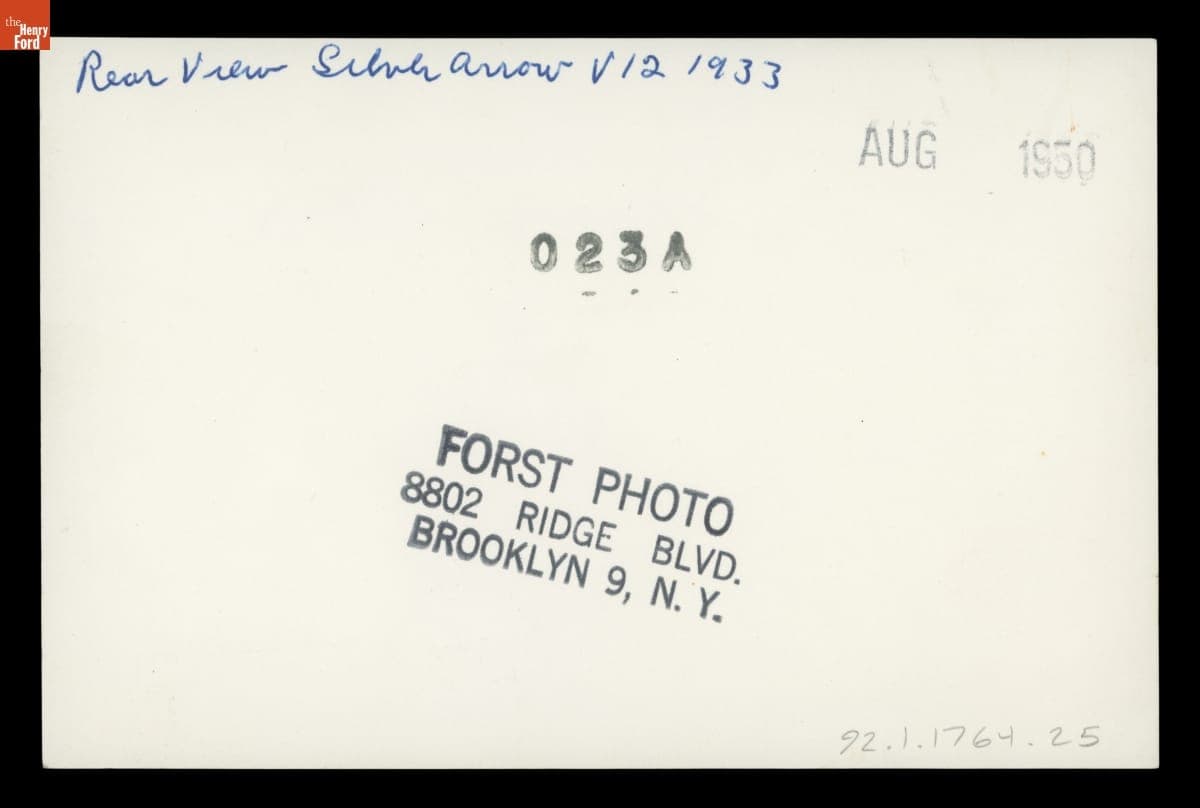 the
Henry
Ford
Rear View Silver Arrow V12 1933
AUG 1950
023A
FORST PHOTO
8802 RIDGE BLVD.
BROOKLYN 9, N.Y.
92.1.1764.25